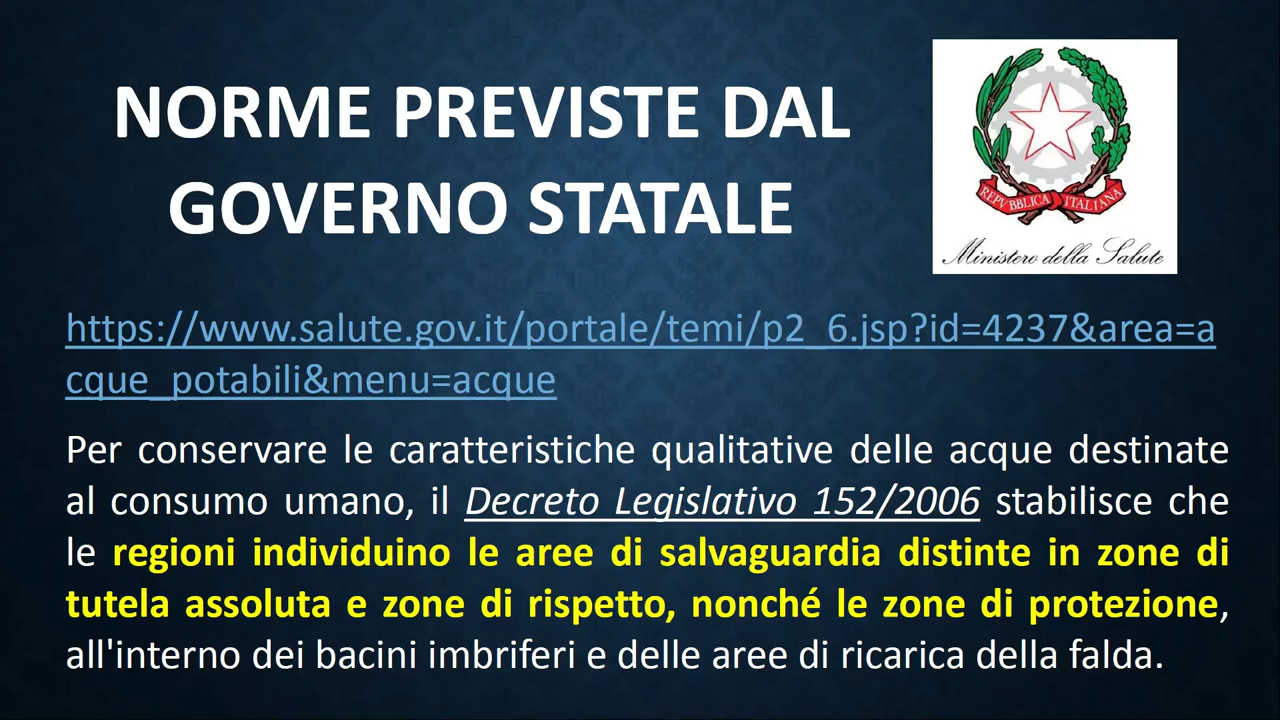 NORME PREVISTE DAL
GOVERNO STATALE
REPVBBLICA ITALIANA
Ministero della Salute
https://www.salute.gov.it/portale/temi/p2_6.jsp?id=4237&area=a
cque_potabili&menu=acque
Per conservare le caratteristiche qualitative delle acque destinate
al consumo umano, il Decreto Legislativo 152/2006 stabilisce che
le regioni individuino le aree di salvaguardia distinte in zone di
tutela assoluta e zone di rispetto, nonché le zone di protezione,
all'interno dei bacini imbriferi e delle aree di ricarica della falda.